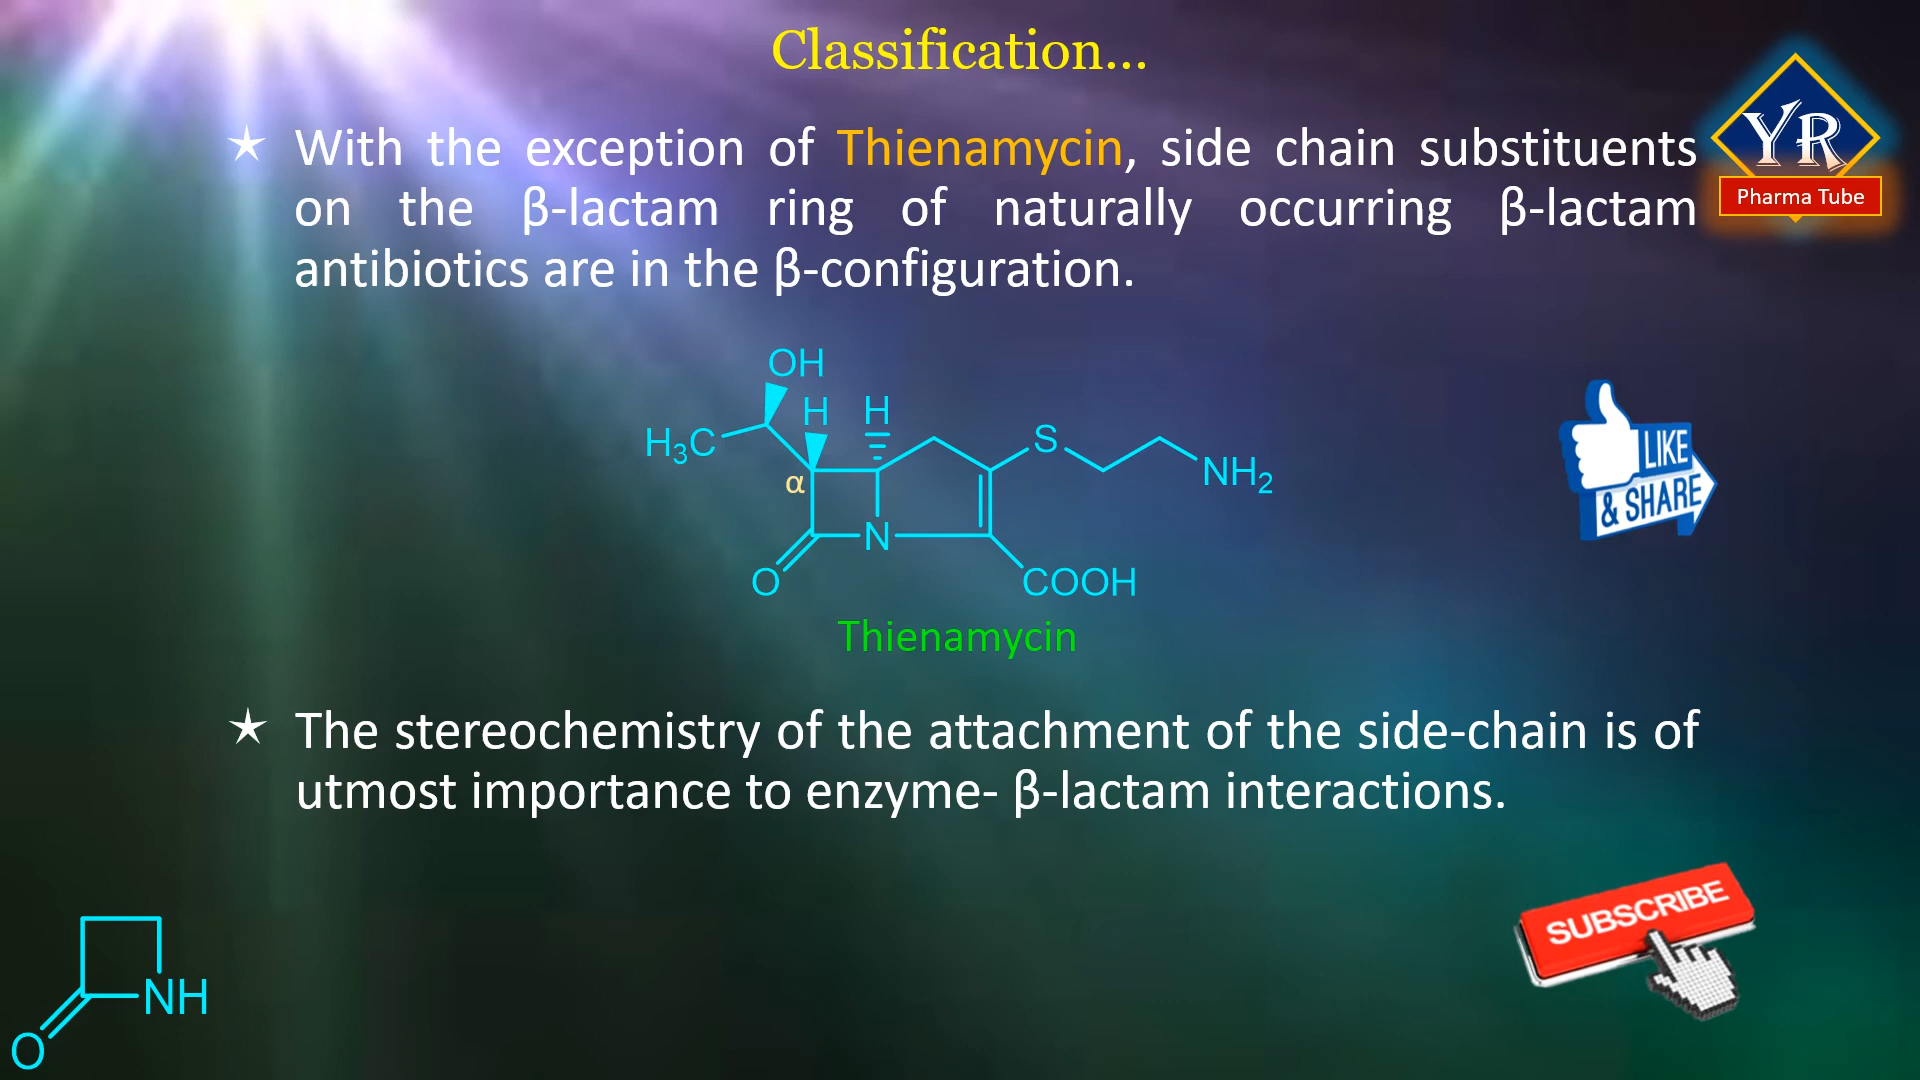 Classification...
★ With the exception of Thienamycin, side chain substituents
on the β-lactam ring of naturally occurring β-lactam
antibiotics are in the β-configuration.
YR
Pharma Tube
OH
H H
H₃C
S
NH₂
α
N
O
COOH
Thienamycin
LIKE
& SHARE
★ The stereochemistry of the attachment of the side-chain is of
utmost importance to enzyme- β-lactam interactions.
SUBSCRIBE
NH
O